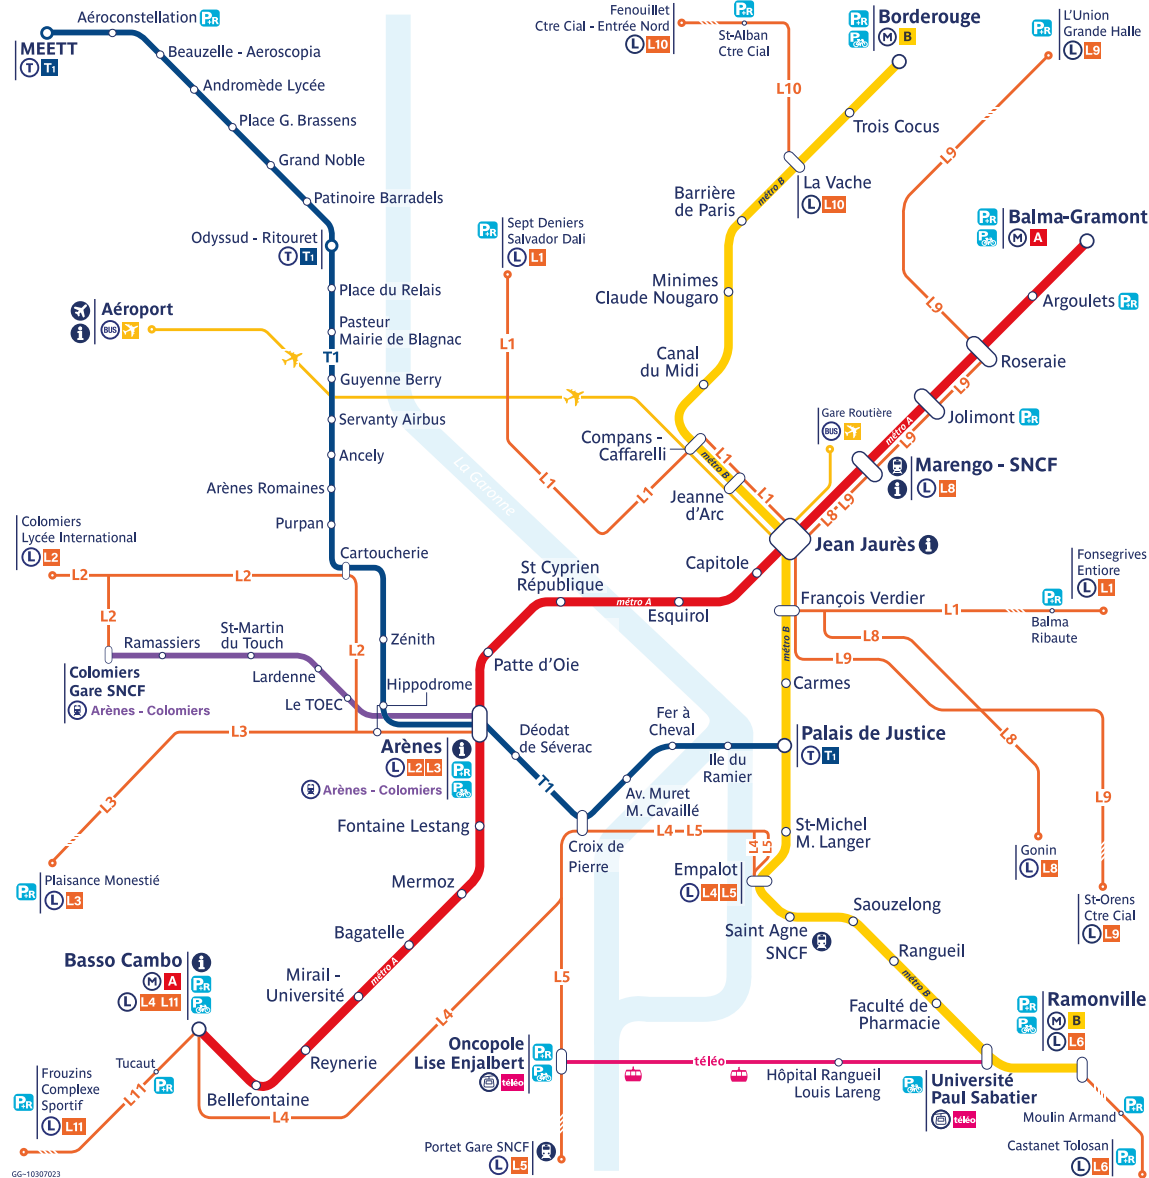 Aéroconstellation P+R
MEETT
T T1
Beauzelle - Aeroscopia
Andromède Lycée
Place G. Brassens
Grand Noble
Patinoire Barradels
Odyssud - Ritouret
T T1
Place du Relais
Pasteur
Mairie de Blagnac
T1
Guyenne Berry
Servanty Airbus
Ancely
Arènes Romaines
Purpan
Cartoucherie
Zénith
Hippodrome
Aéroport
i BUS
Fenouillet
Ctre Cial - Entrée Nord
L L10
P+R
St-Alban
Ctre Cial
L10
P+R Borderouge
M B
Trois Cocus
La Vache
L L10
métro B
Barrière
de Paris
Minimes
Claude Nougaro
Canal
du Midi
Compans -
Caffarelli
métro B
Jeanne
d'Arc
L1
L1
P+R Sept Deniers
Salvador Dali
L L1
L1
L1
L1
La Garonne
P+R L'Union
Grande Halle
L L9
L9
L9
P+R Balma-Gramont
M A
Argoulets P+R
Roseraie
L9
Jolimont P+R
métro A
L9
Marengo - SNCF
i L L8
L8-L9
Gare Routière
BUS
Jean Jaurès i
Capitole
Esquirol
métro A
St Cyprien
République
Patte d'Oie
Colomiers
Lycée International
L L2
L2
L2
L2
L2
Ramassiers
St-Martin
du Touch
Lardenne
Le TOEC
Colomiers
Gare SNCF
Arènes - Colomiers
L3
L3
P+R Plaisance Monestié
L L3
Arènes i
L L2 L3 P+R
Arènes - Colomiers
Déodat
de Séverac
T1
Croix de
Pierre
Av. Muret
M. Cavaillé
Fer à
Cheval
Ile du
Ramier
Palais de Justice
T T1
François Verdier
L1
P+R
Balma
Ribaute
Fonsegrives
Entiore
L L1
L8
L9
métro B
Carmes
L8
Gonin
L L8
L9
St-Orens
Ctre Cial
L L9
St-Michel
M. Langer
L4 L5
L4
L5
Empalot
L L4 L5
Saint Agne
SNCF
Saouzelong
Rangueil
métro B
Faculté de
Pharmacie
P+R Ramonville
M B
L L6
Université
Paul Sabatier
téléo
Moulin Armand P+R
Castanet Tolosan P+R
L L6
Hôpital Rangueil
Louis Lareng
téléo
Oncopole P+R
Lise Enjalbert
téléo
L5
Portet Gare SNCF
L L5
Fontaine Lestang
Mermoz
Bagatelle
métro A
Mirail -
Université
Reynerie
Bellefontaine
L4
L4
Basso Cambo i
M A P+R
L L4 L11
Tucaut
P+R
L11
P+R Frouzins
Complexe
Sportif
L L11
GG-10307023